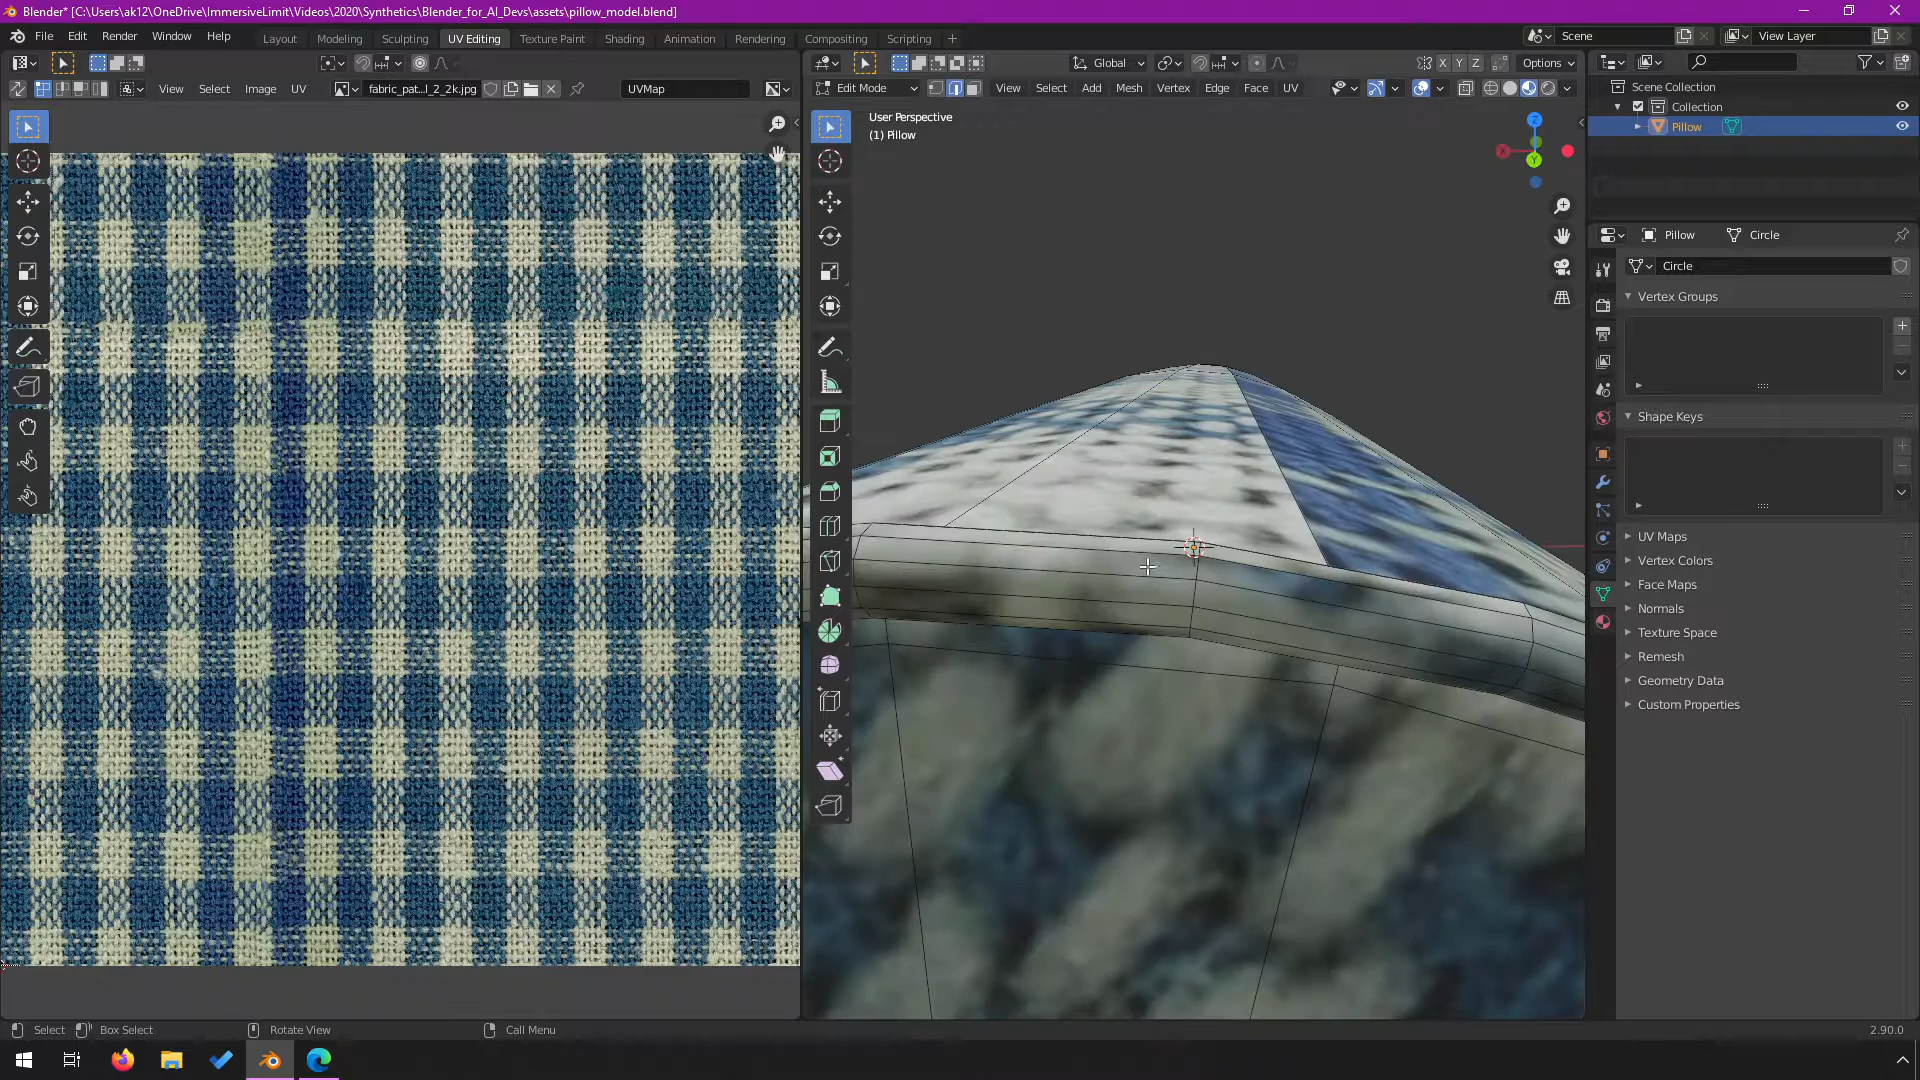 Blender* [C:\Users\ak12\OneDrive\ImmersiveLimit\Videos\2020\Synthetics\Blender_for_AI_Devs\assets\pillow_model.blend]
File Edit Render Window Help Layout Modeling Sculpting UV Editing Texture Paint Shading Animation Rendering Compositing Scripting + Scene View Layer
Global X Y Z Options
View Select Image UV fabric_pat...l_2_2k.jpg UVMap Edit Mode View Select Add Mesh Vertex Edge Face UV
Scene Collection
Collection
Pillow
User Perspective
(1) Pillow
Z
X
Y
Pillow Circle
Circle
Vertex Groups
Shape Keys
UV Maps
Vertex Colors
Face Maps
Normals
Texture Space
Remesh
Geometry Data
Custom Properties
Select Box Select Rotate View Call Menu 2.90.0